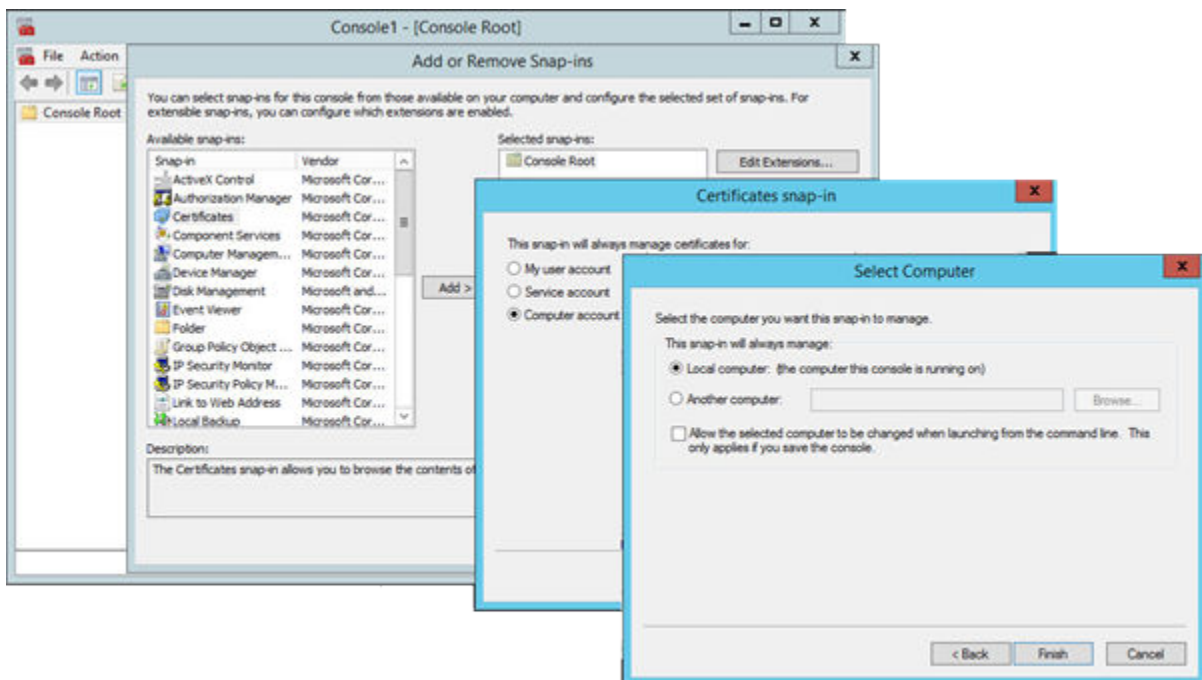 Console1 - [Console Root]
File Action
Console Root
Add or Remove Snap-ins
You can select snap-ins for this console from those available on your computer and configure the selected set of snap-ins. For
extensible snap-ins, you can configure which extensions are enabled.
Available snap-ins:
Snap-in Vendor
ActiveX Control Microsoft Cor...
Authorization Manager Microsoft Cor...
Certificates Microsoft Cor...
Component Services Microsoft Cor...
Computer Managem... Microsoft Cor...
Device Manager Microsoft Cor...
Disk Management Microsoft and...
Event Viewer Microsoft Cor...
Folder Microsoft Cor...
Group Policy Object ... Microsoft Cor...
IP Security Monitor Microsoft Cor...
IP Security Policy M... Microsoft Cor...
Link to Web Address Microsoft Cor...
Local Backup Microsoft Cor...
Add >
Selected snap-ins:
Console Root
Edit Extensions...
Description:
The Certificates snap-in allows you to browse the contents of
Certificates snap-in
This snap-in will always manage certificates for:
My user account
Service account
Computer account
Select Computer
Select the computer you want this snap-in to manage.
This snap-in will always manage:
Local computer: (the computer this console is running on)
Another computer:
Browse...
Allow the selected computer to be changed when launching from the command line. This
only applies if you save the console.
< Back Finish Cancel